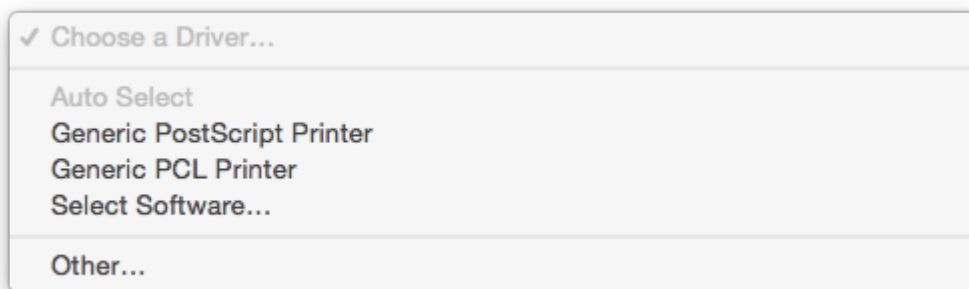 ✓ Choose a Driver...
Auto Select
Generic PostScript Printer
Generic PCL Printer
Select Software...
Other...